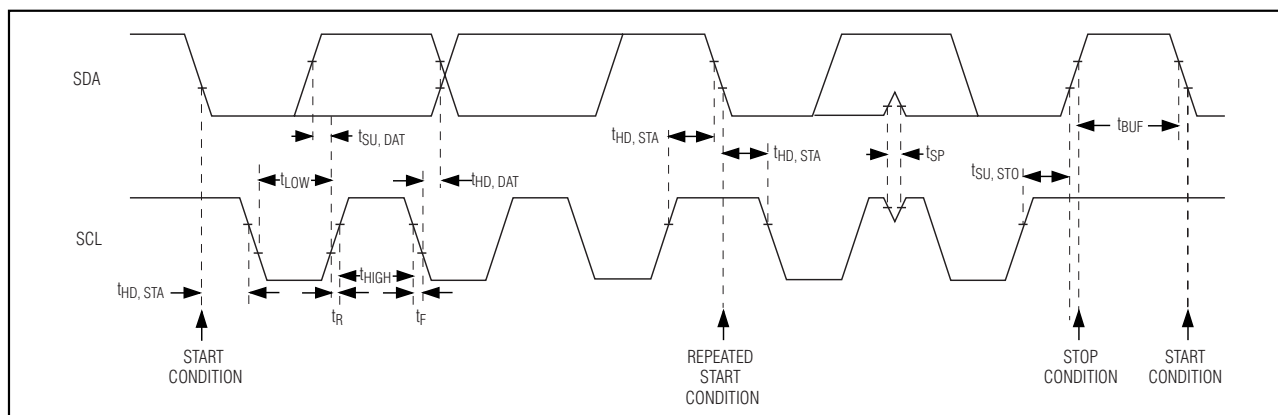 SDA
tSU, DAT
tHD, STA
tHD, STA
tSP
tBUF
tLOW
tHD, DAT
tSU, STO
SCL
tHIGH
tHD, STA
tR
tF
START
CONDITION
REPEATED
START
CONDITION
STOP
CONDITION
START
CONDITION